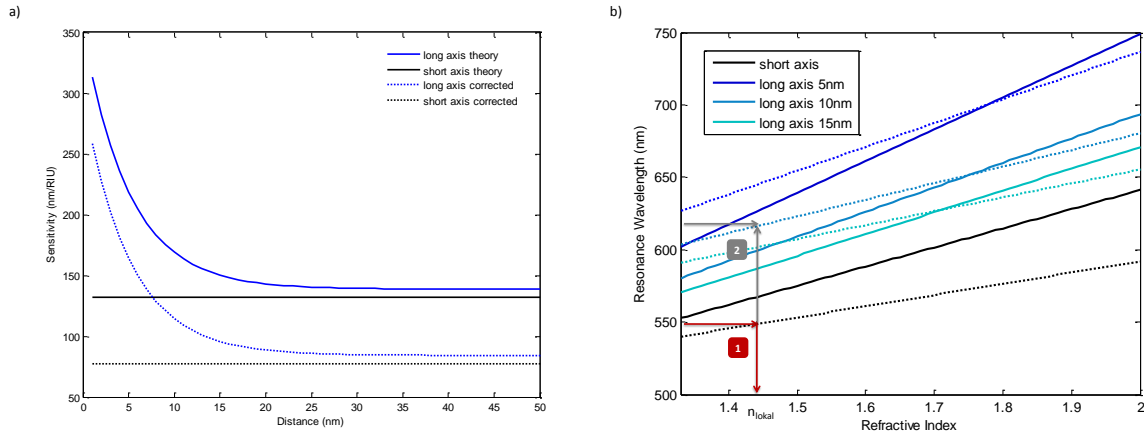 a)
350
300
250
200
150
100
50
Sensitivity (nm/RIU)
long axis theory
short axis theory
long axis corrected
short axis corrected
0 5 10 15 20 25 30 35 40 45 50
Distance (nm)
b)
750
700
650
600
550
500
Resonance Wavelength (nm)
short axis
long axis 5nm
long axis 10nm
long axis 15nm
2
1
1.4 1.5 1.6 1.7 1.8 1.9 2
nlokal
Refractive Index